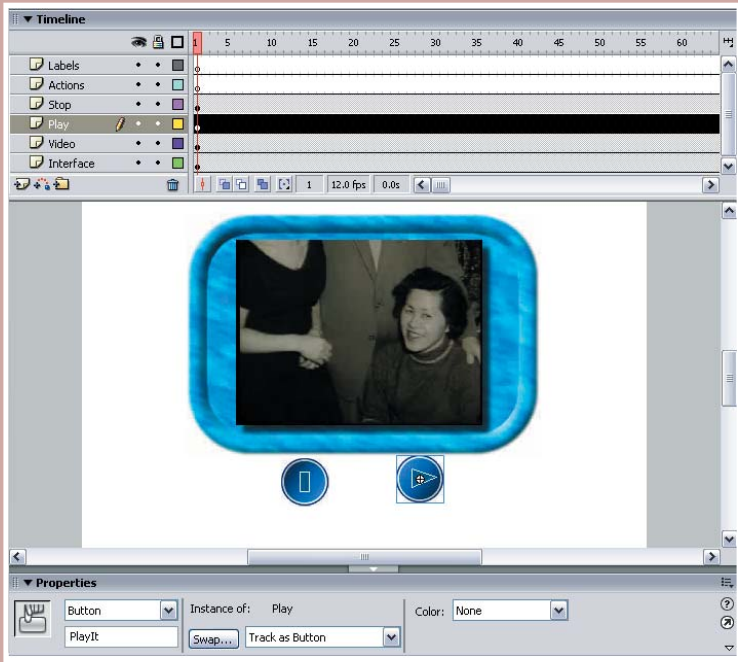 Timeline
1 5 10 15 20 25 30 35 40 45 50 55 60
Labels
Actions
Stop
Play
Video
Interface
1 12.0 fps 0.0s
Properties
Button Instance of: Play Color: None
PlayIt Swap... Track as Button